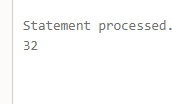 Statement processed.
32